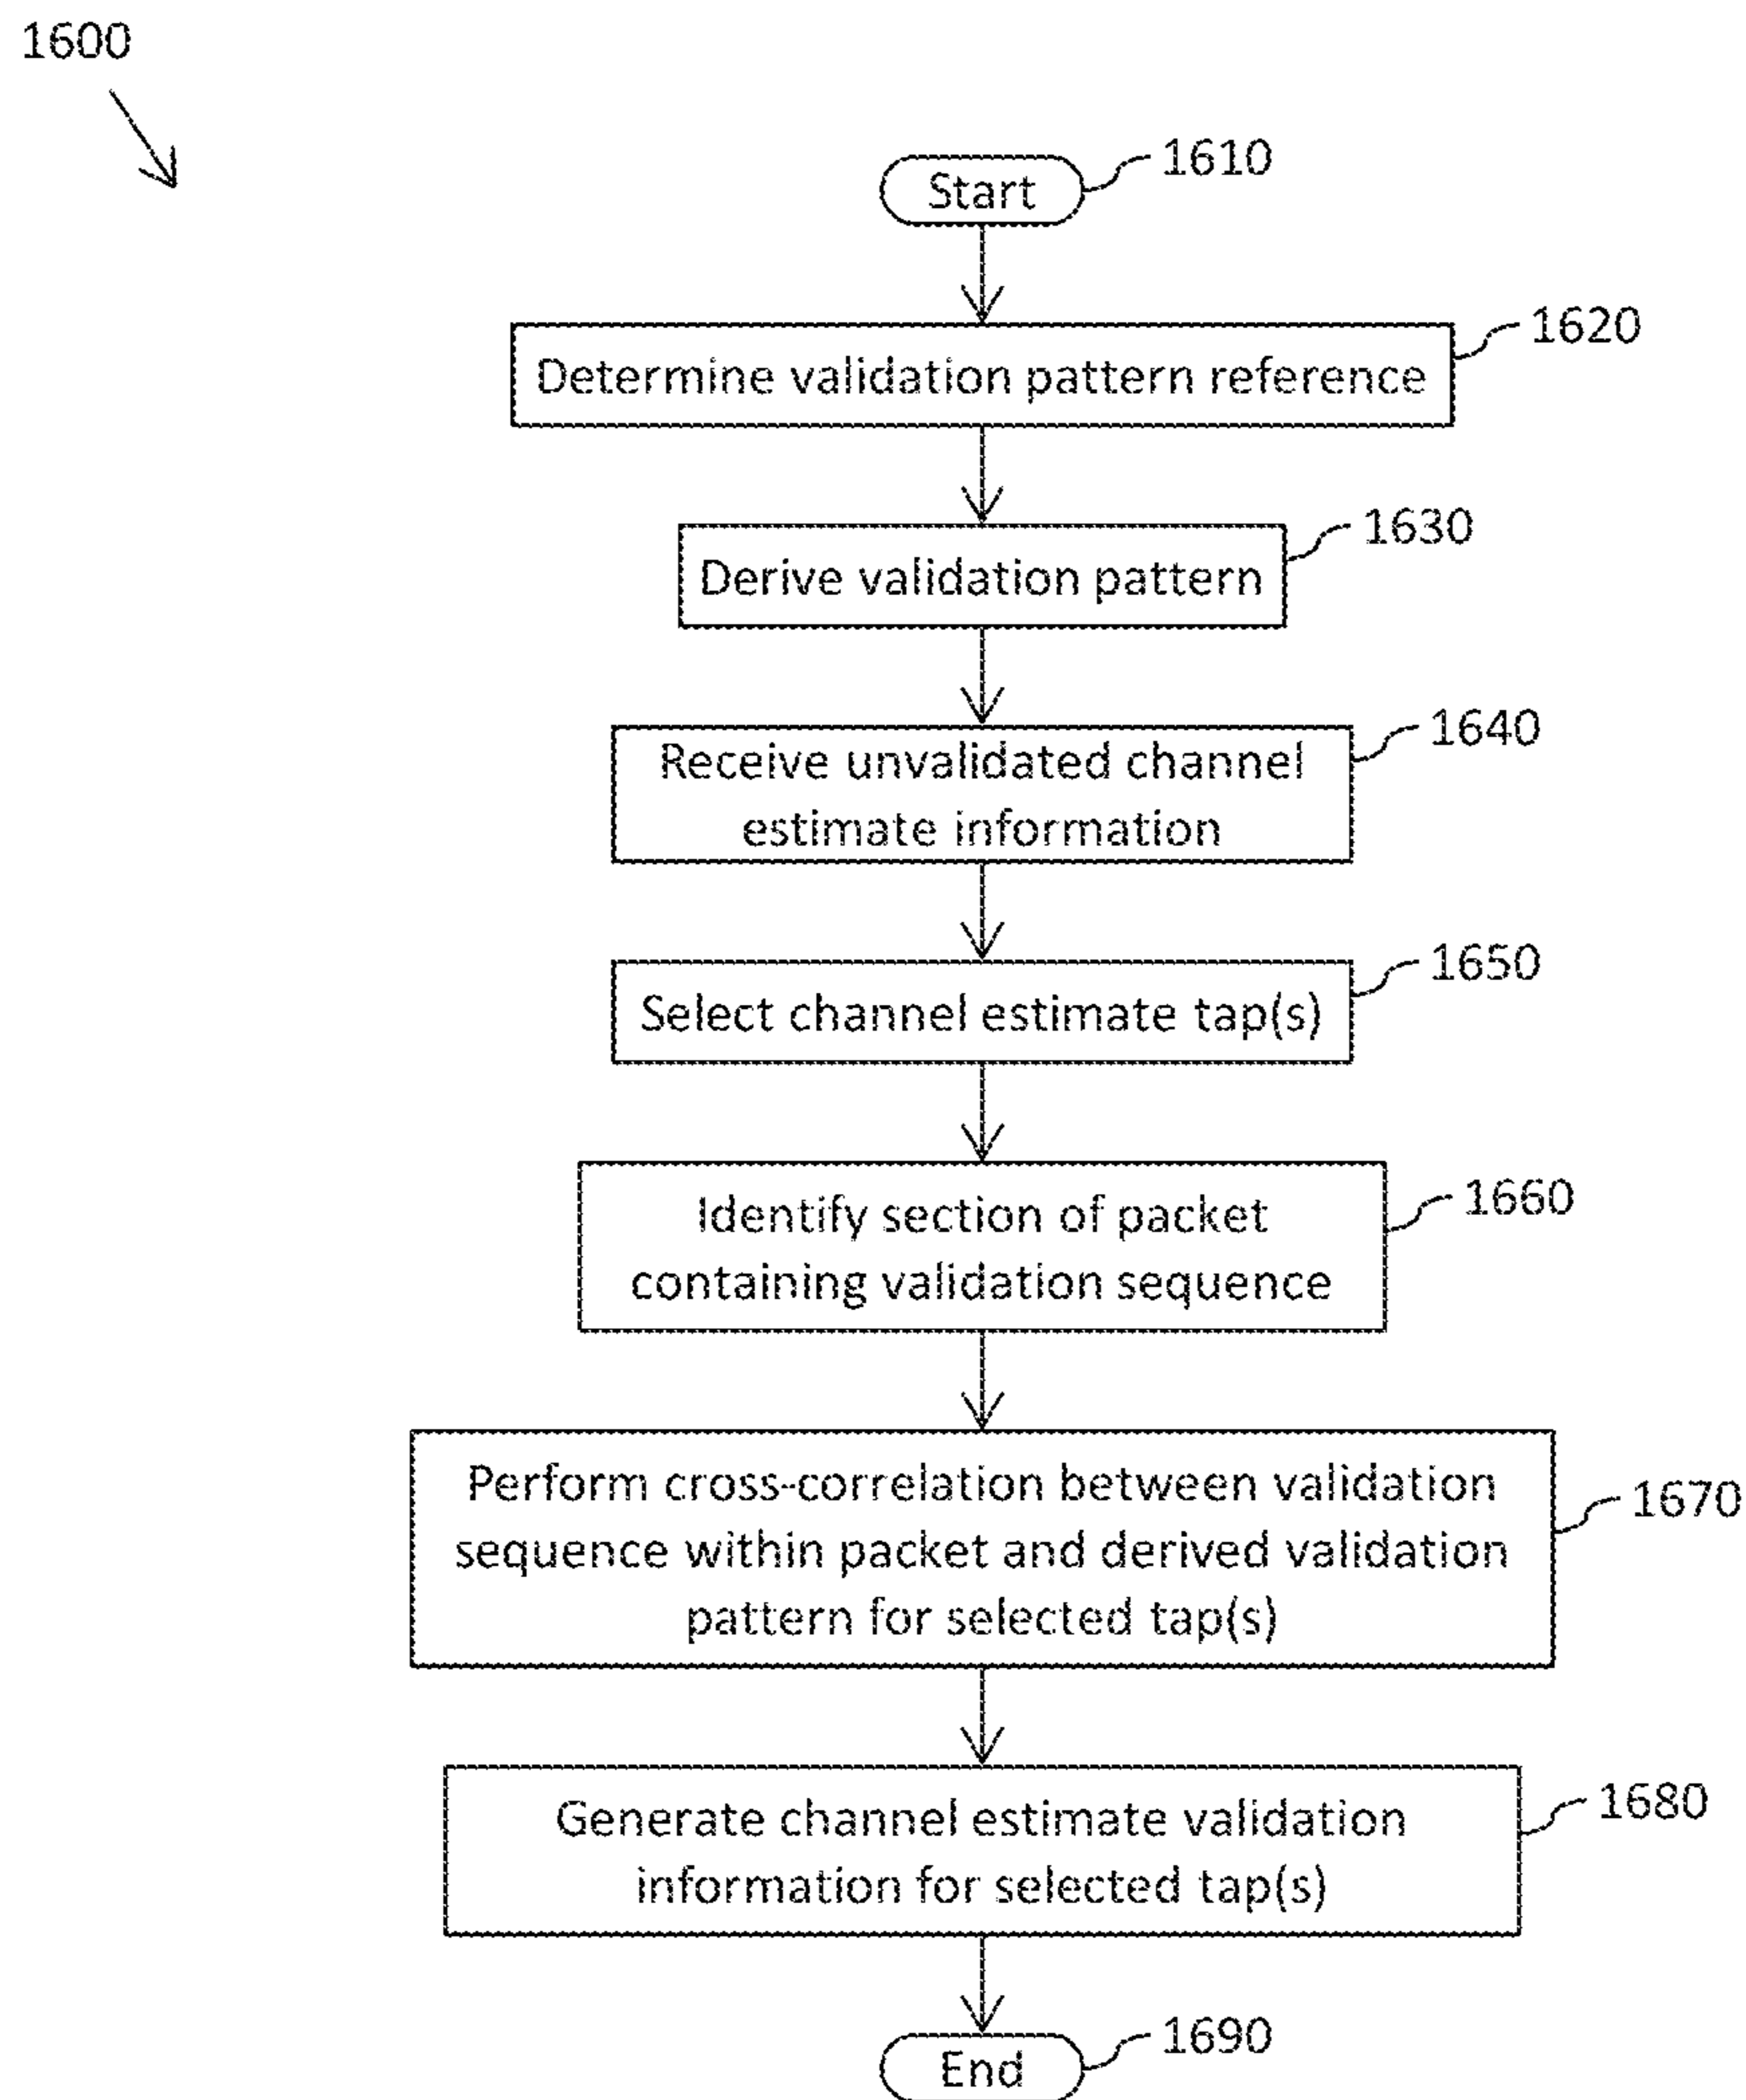 1600
1610
Start
1620
Determine validation pattern reference
1630
Derive validation pattern
1640
Receive unvalidated channel
estimate information
1650
Select channel estimate tap(s)
1660
Identify section of packet
containing validation sequence
1670
Perform cross-correlation between validation
sequence within packet and derived validation
pattern for selected tap(s)
1680
Generate channel estimate validation
information for selected tap(s)
1690
End